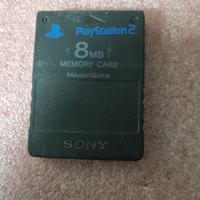 PlayStation 2
8MB
MEMORY CARD
MAGICGATE
SONY